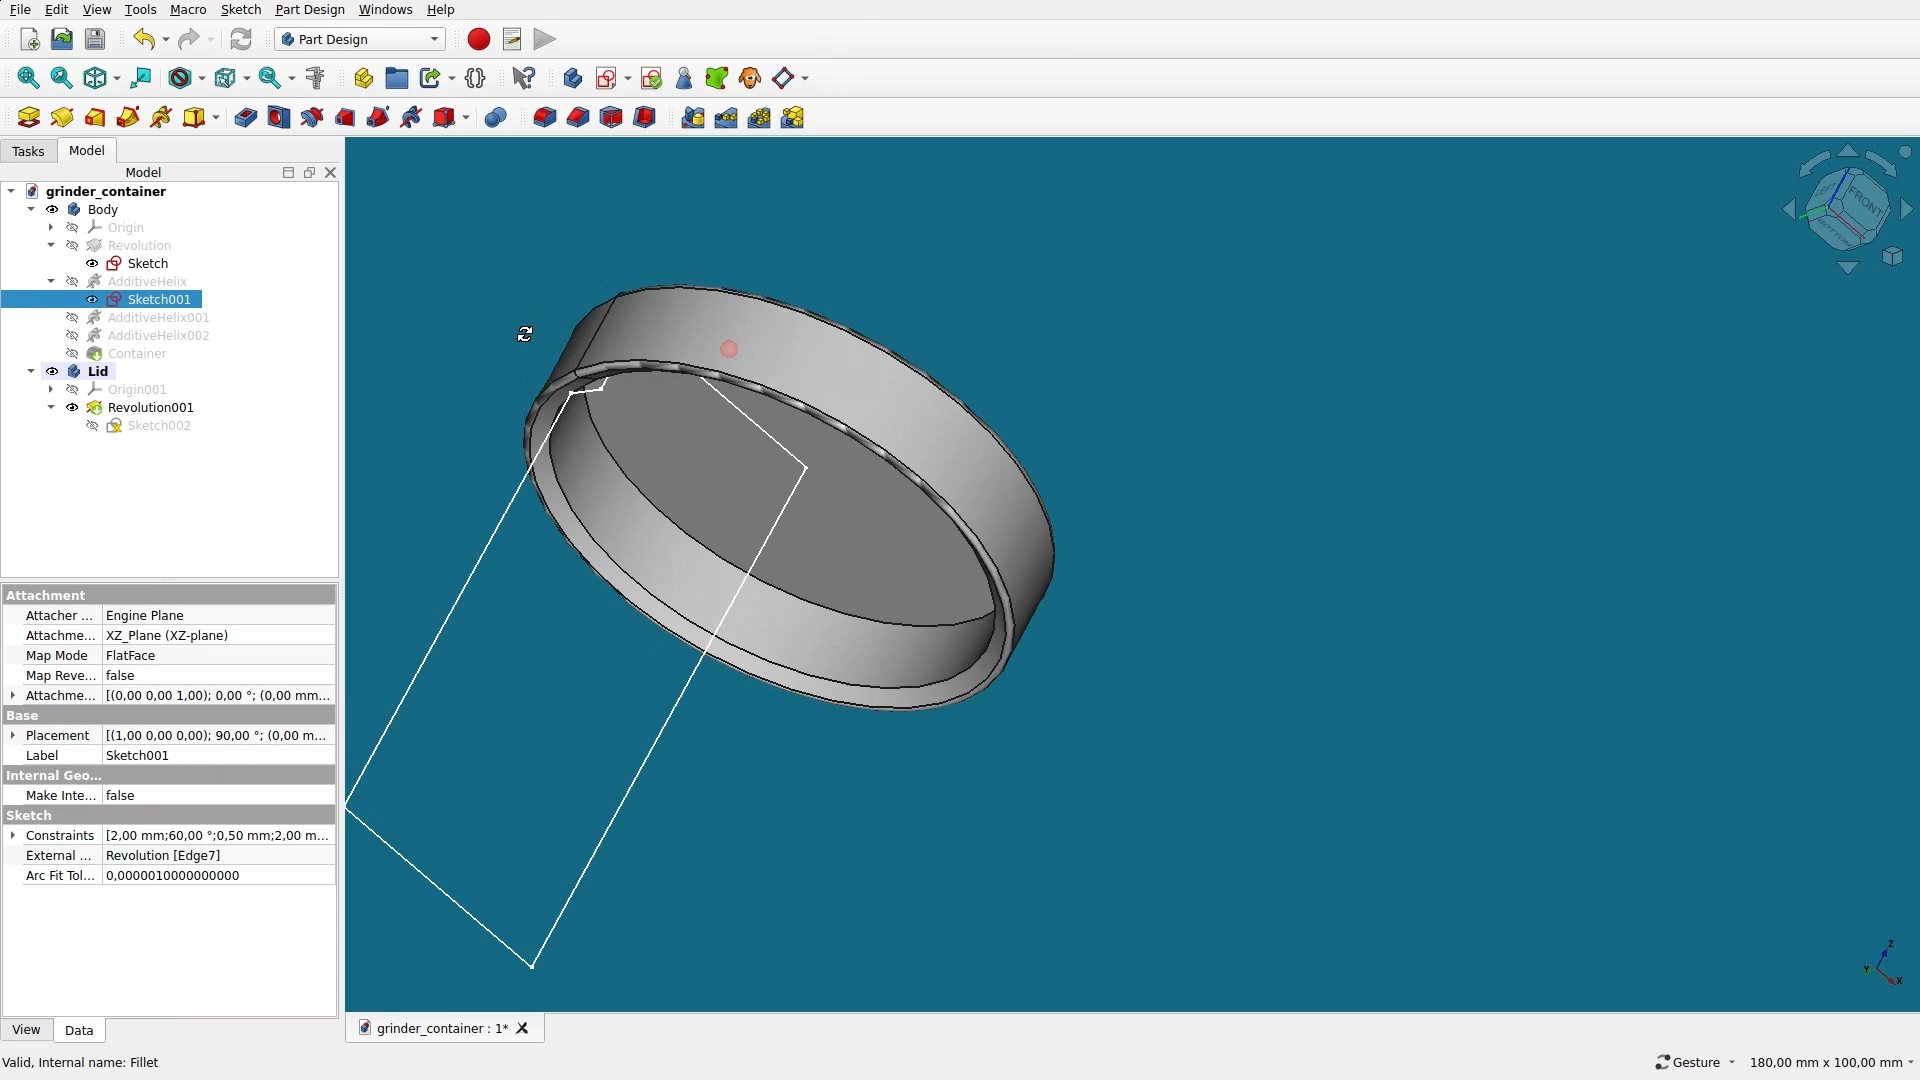 File Edit View Tools Macro Sketch Part Design Windows Help
Part Design
Tasks Model
Model
grinder_container
Body
Origin
Revolution
Sketch
AdditiveHelix
Sketch001
AdditiveHelix001
AdditiveHelix002
Container
Lid
Origin001
Revolution001
Sketch002
Attachment
Attacher ... Engine Plane
Attachme... XZ_Plane (XZ-plane)
Map Mode FlatFace
Map Reve... false
Attachme... [(0,00 0,00 1,00); 0,00 °; (0,00 mm...
Base
Placement [(1,00 0,00 0,00); 90,00 °; (0,00 m...
Label Sketch001
Internal Geo...
Make Inte... false
Sketch
Constraints [2,00 mm;60,00 °;0,50 mm;2,00 m...
External ... Revolution [Edge7]
Arc Fit Tol... 0,0000010000000000
View Data
Valid, Internal name: Fillet
grinder_container : 1*
LEFT FRONT
BOTTOM
Z
Y
X
Gesture 180,00 mm x 100,00 mm